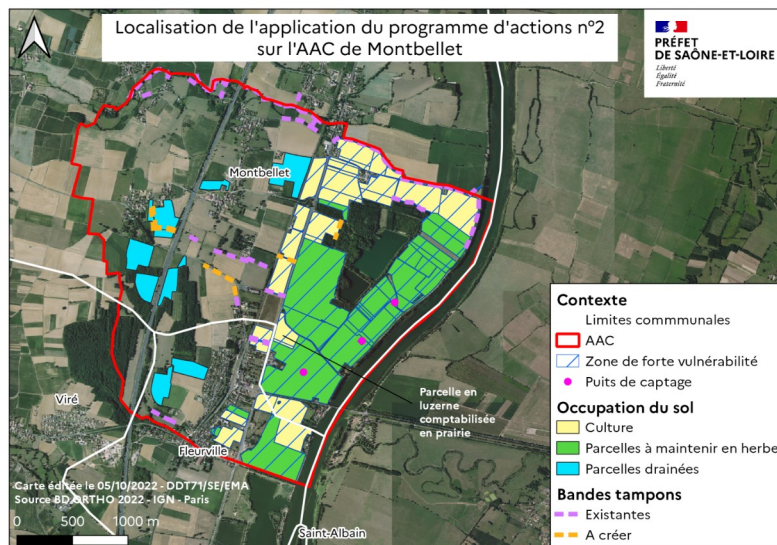 Localisation de l'application du programme d'actions n°2
sur l'AAC de Montbellet
PRÉFET
DE SAÔNE-ET-LOIRE
Liberté
Égalité
Fraternité
Montbellet
Viré
Fleurville
Saint-Albain
Parcelle en
luzerne
comptabilisée
en prairie
Contexte
Limites commmunales
AAC
Zone de forte vulnérabilité
Puits de captage
Occupation du sol
Culture
Parcelles à maintenir en herbe
Parcelles drainées
Bandes tampons
Existantes
A créer
Carte éditée le 05/10/2022 - DDT71/SE/EMA
Source BD ORTHO 2022 - IGN - Paris
0 500 1000 m